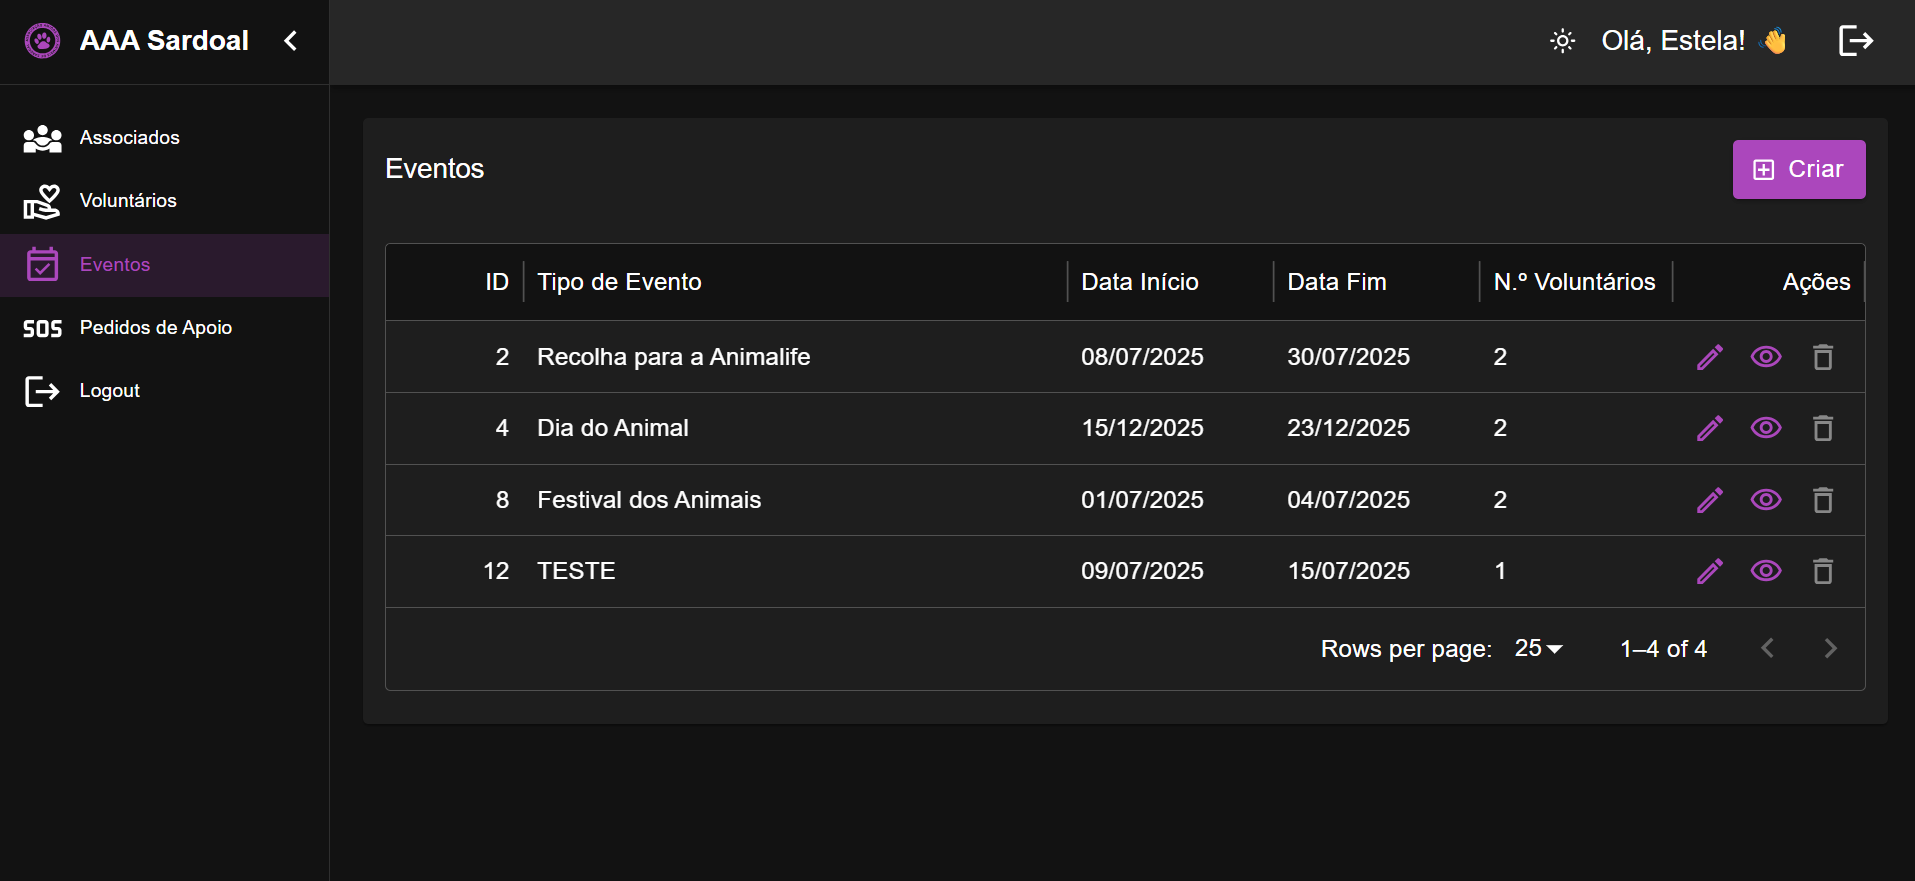 AAA Sardoal
Olá, Estela! 👋
Associados
Voluntários
Eventos
Pedidos de Apoio
Logout
Eventos
Criar
ID Tipo de Evento Data Início Data Fim N.º Voluntários Ações
2 Recolha para a Animalife 08/07/2025 30/07/2025 2
4 Dia do Animal 15/12/2025 23/12/2025 2
8 Festival dos Animais 01/07/2025 04/07/2025 2
12 TESTE 09/07/2025 15/07/2025 1
Rows per page: 25 1–4 of 4